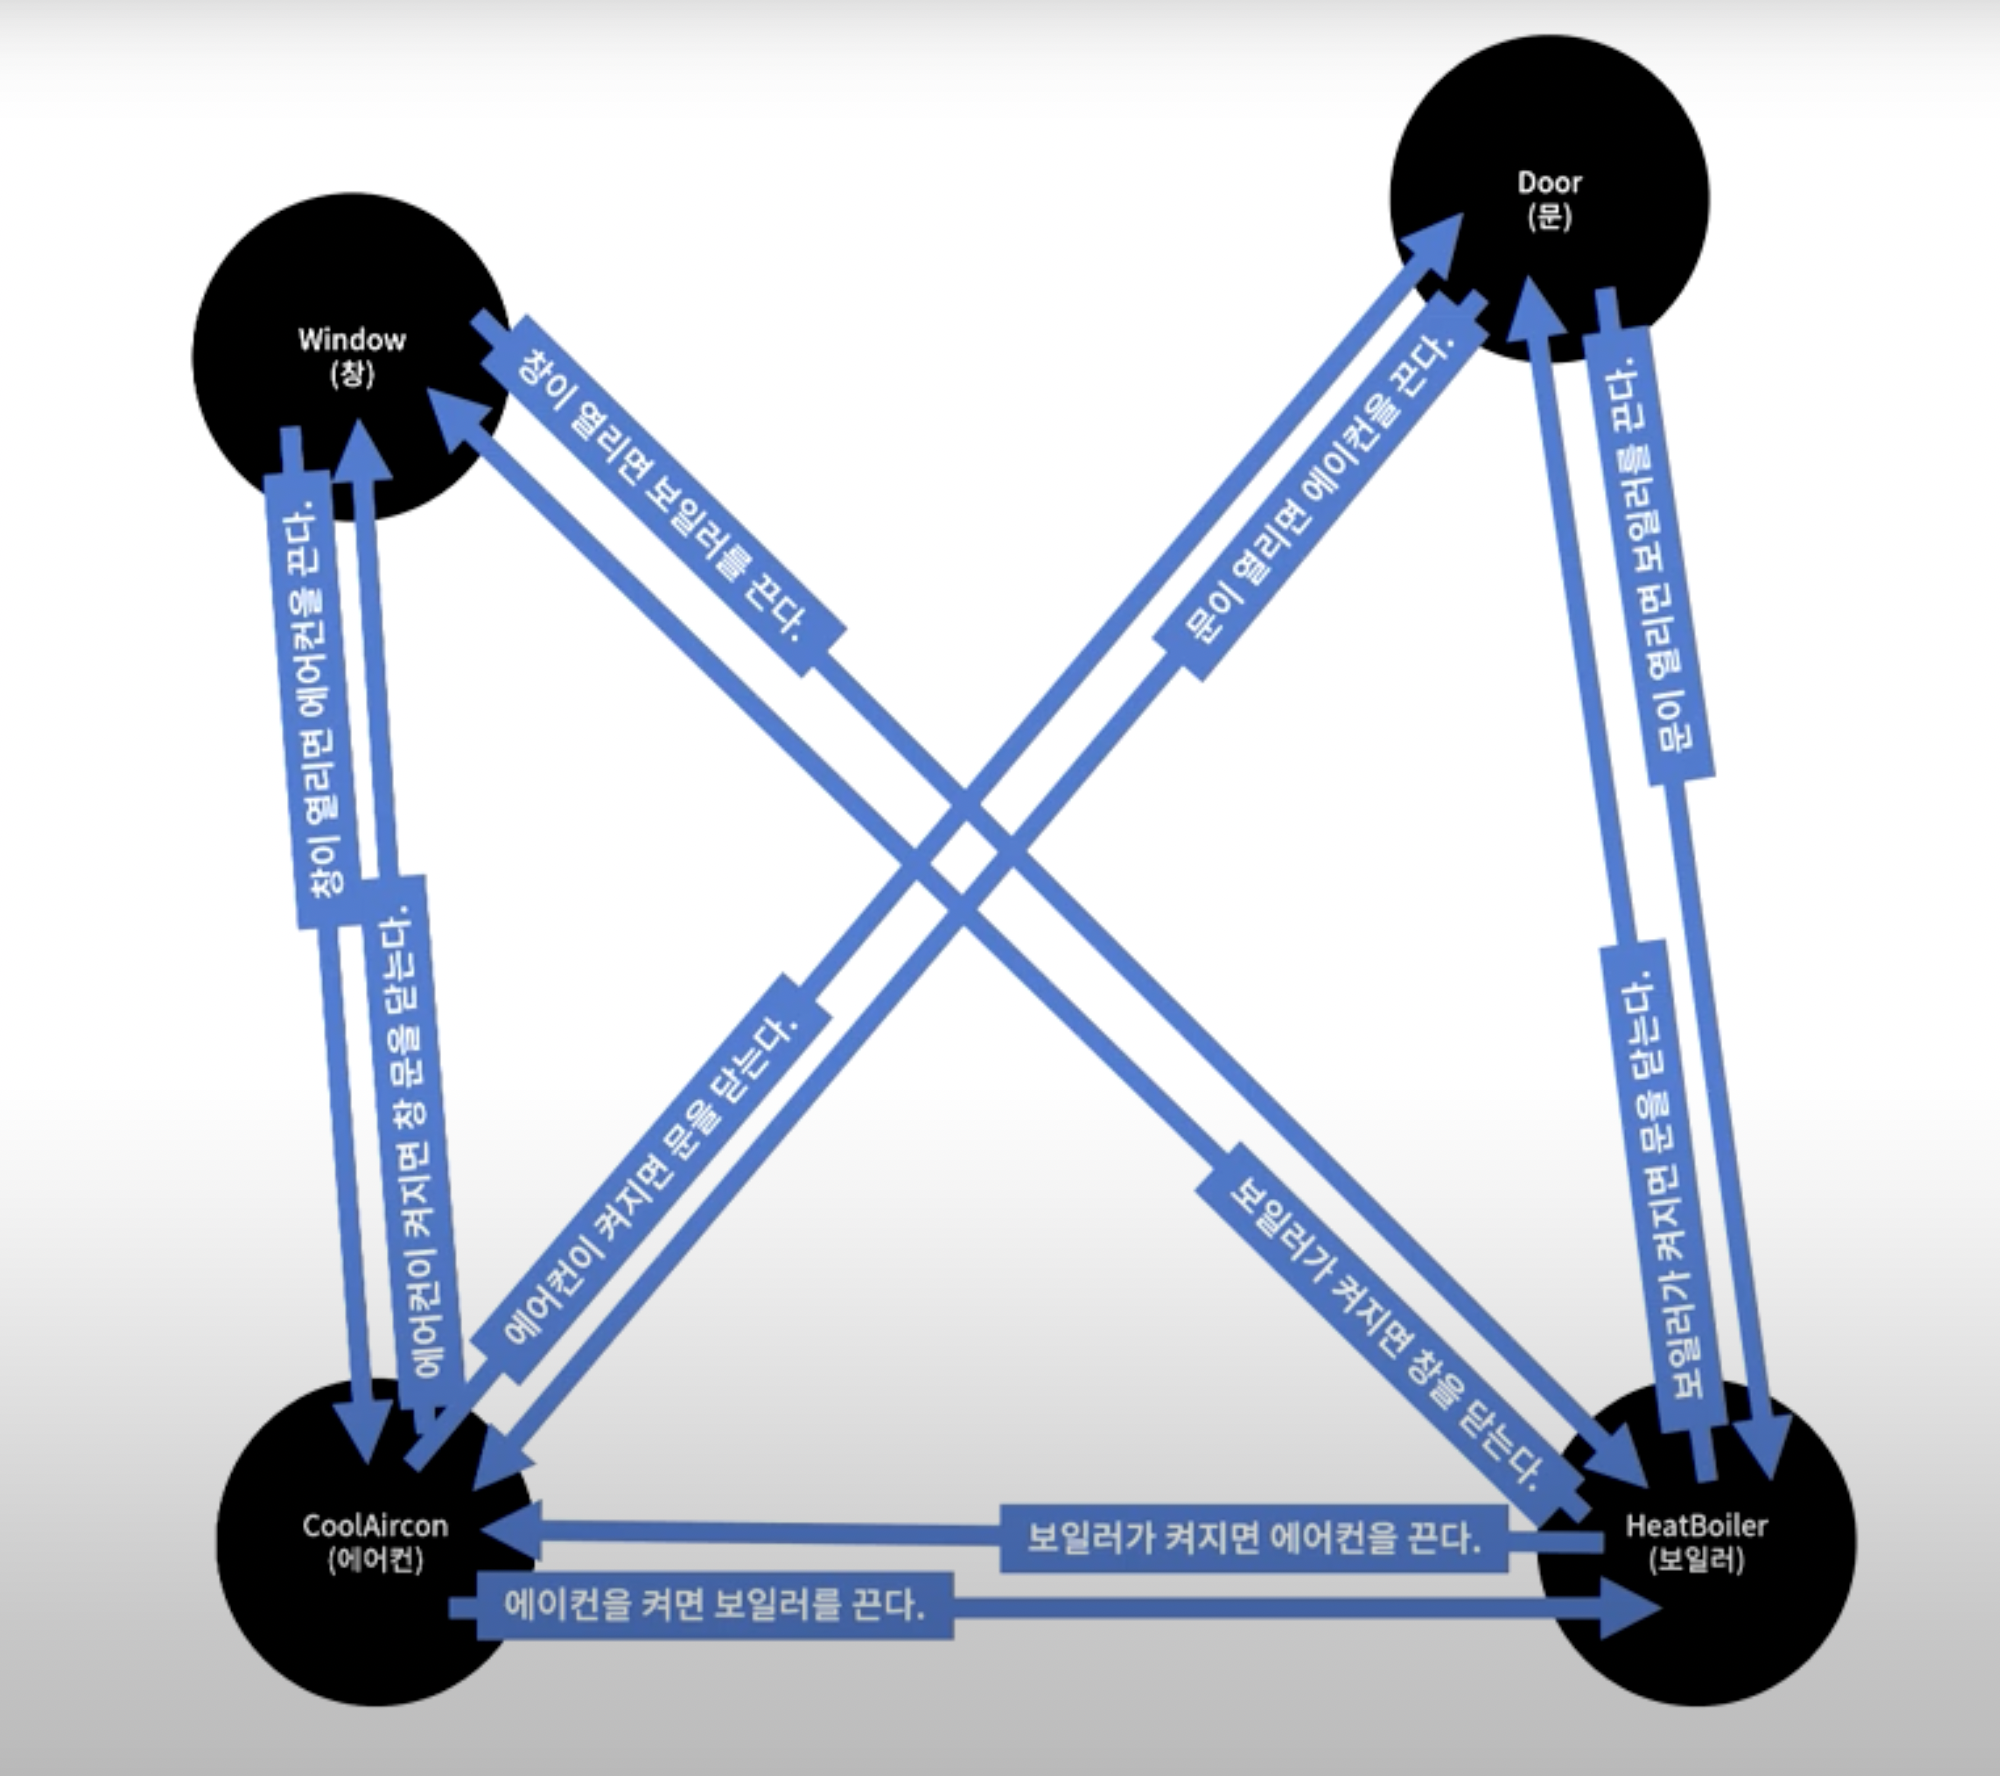 Door
(문)
Window
(창)
창이 열리면 보일러를 끈다.
문이 열리면 에이컨을 끈다.
문이 열리면 보일러를 끈다.
창이 열리면 에어컨을 끈다.
에어컨이 켜지면 창 문을 닫는다.
에어컨이 켜지면 문을 닫는다.
보일러가 켜지면 창을 닫는다.
보일러가 켜지면 문을 닫는다.
CoolAircon
(에어컨)
HeatBoiler
(보일러)
보일러가 켜지면 에어컨을 끈다.
에이컨을 켜면 보일러를 끈다.